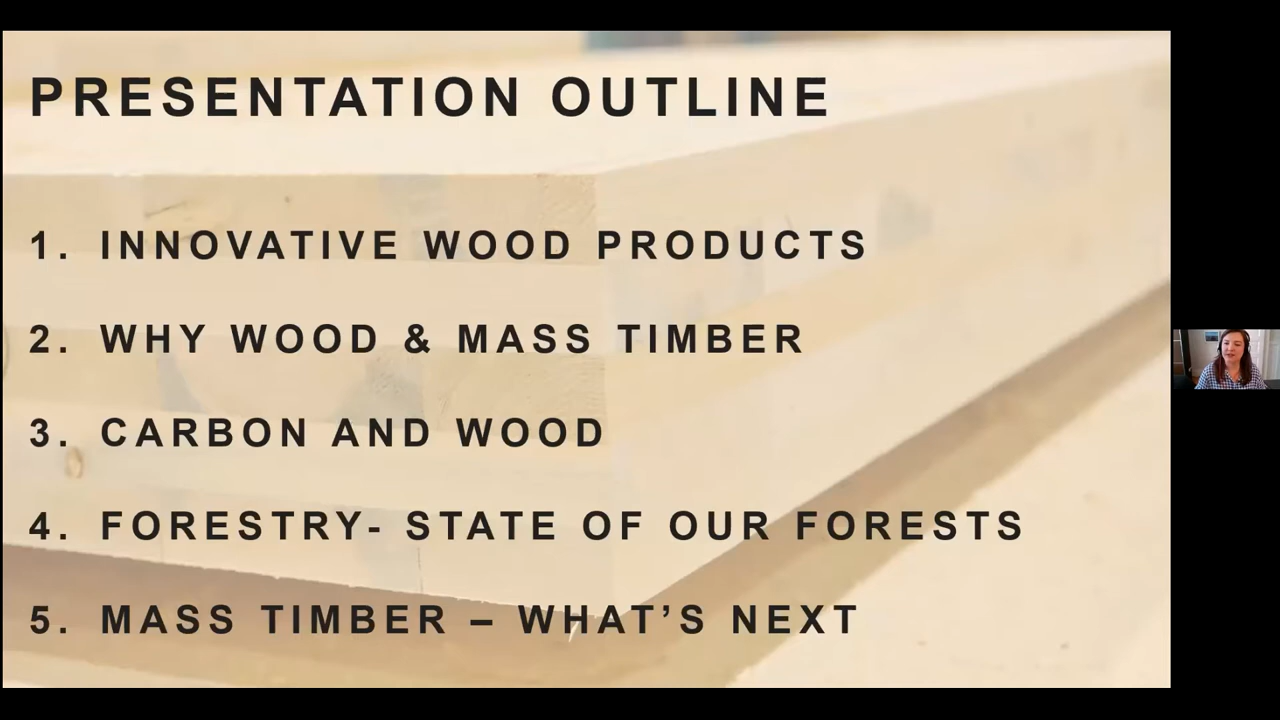 PRESENTATION OUTLINE
1. INNOVATIVE WOOD PRODUCTS
2. WHY WOOD & MASS TIMBER
3. CARBON AND WOOD
4. FORESTRY- STATE OF OUR FORESTS
5. MASS TIMBER – WHAT’S NEXT